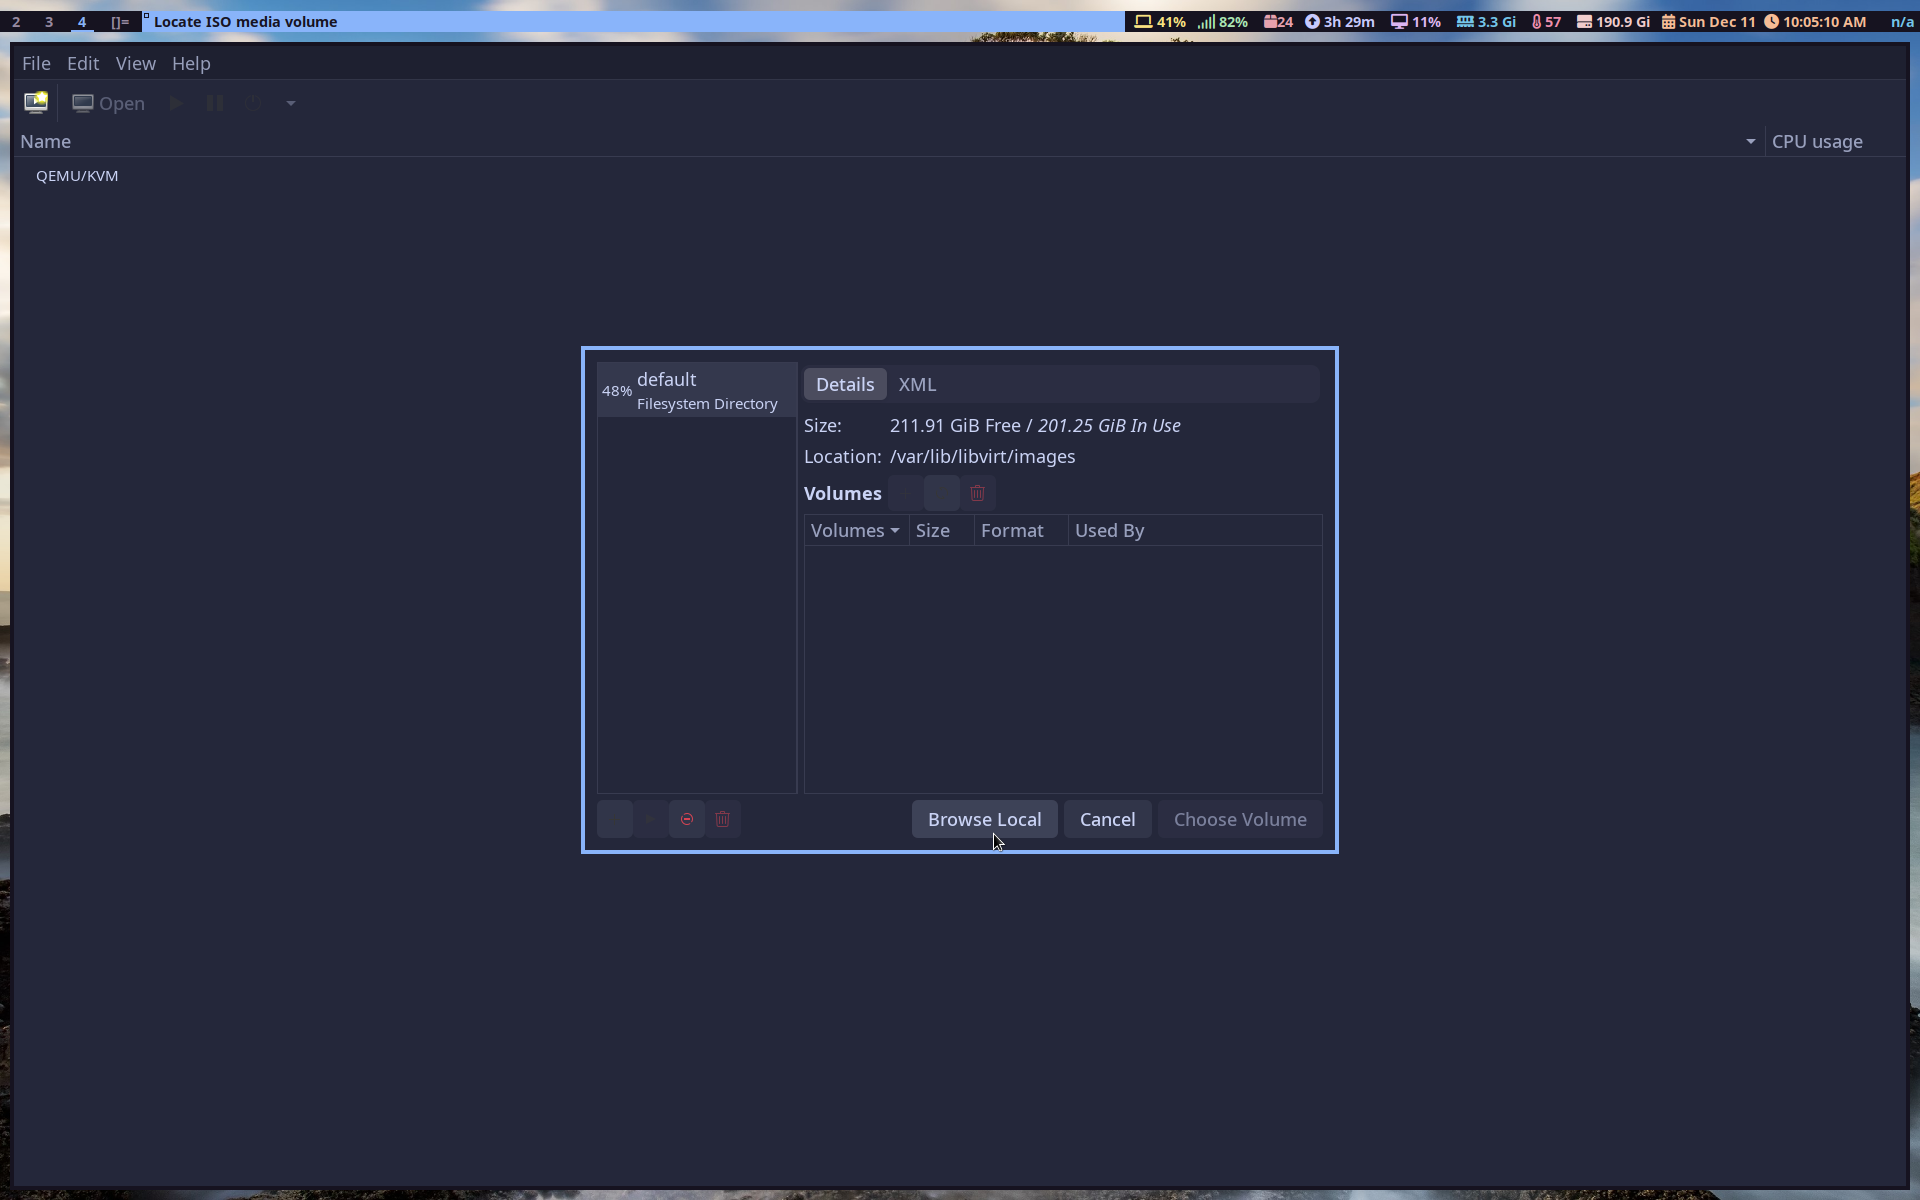 2 3 4 []= Locate ISO media volume 41% 82% 24 3h 29m 11% 3.3 Gi 57 190.9 Gi Sun Dec 11 10:05:10 AM n/a
File Edit View Help
Open
Name CPU usage
QEMU/KVM
48% default
Filesystem Directory
Details XML
Size: 211.91 GiB Free / 201.25 GiB In Use
Location: /var/lib/libvirt/images
Volumes
Volumes Size Format Used By
Browse Local Cancel Choose Volume